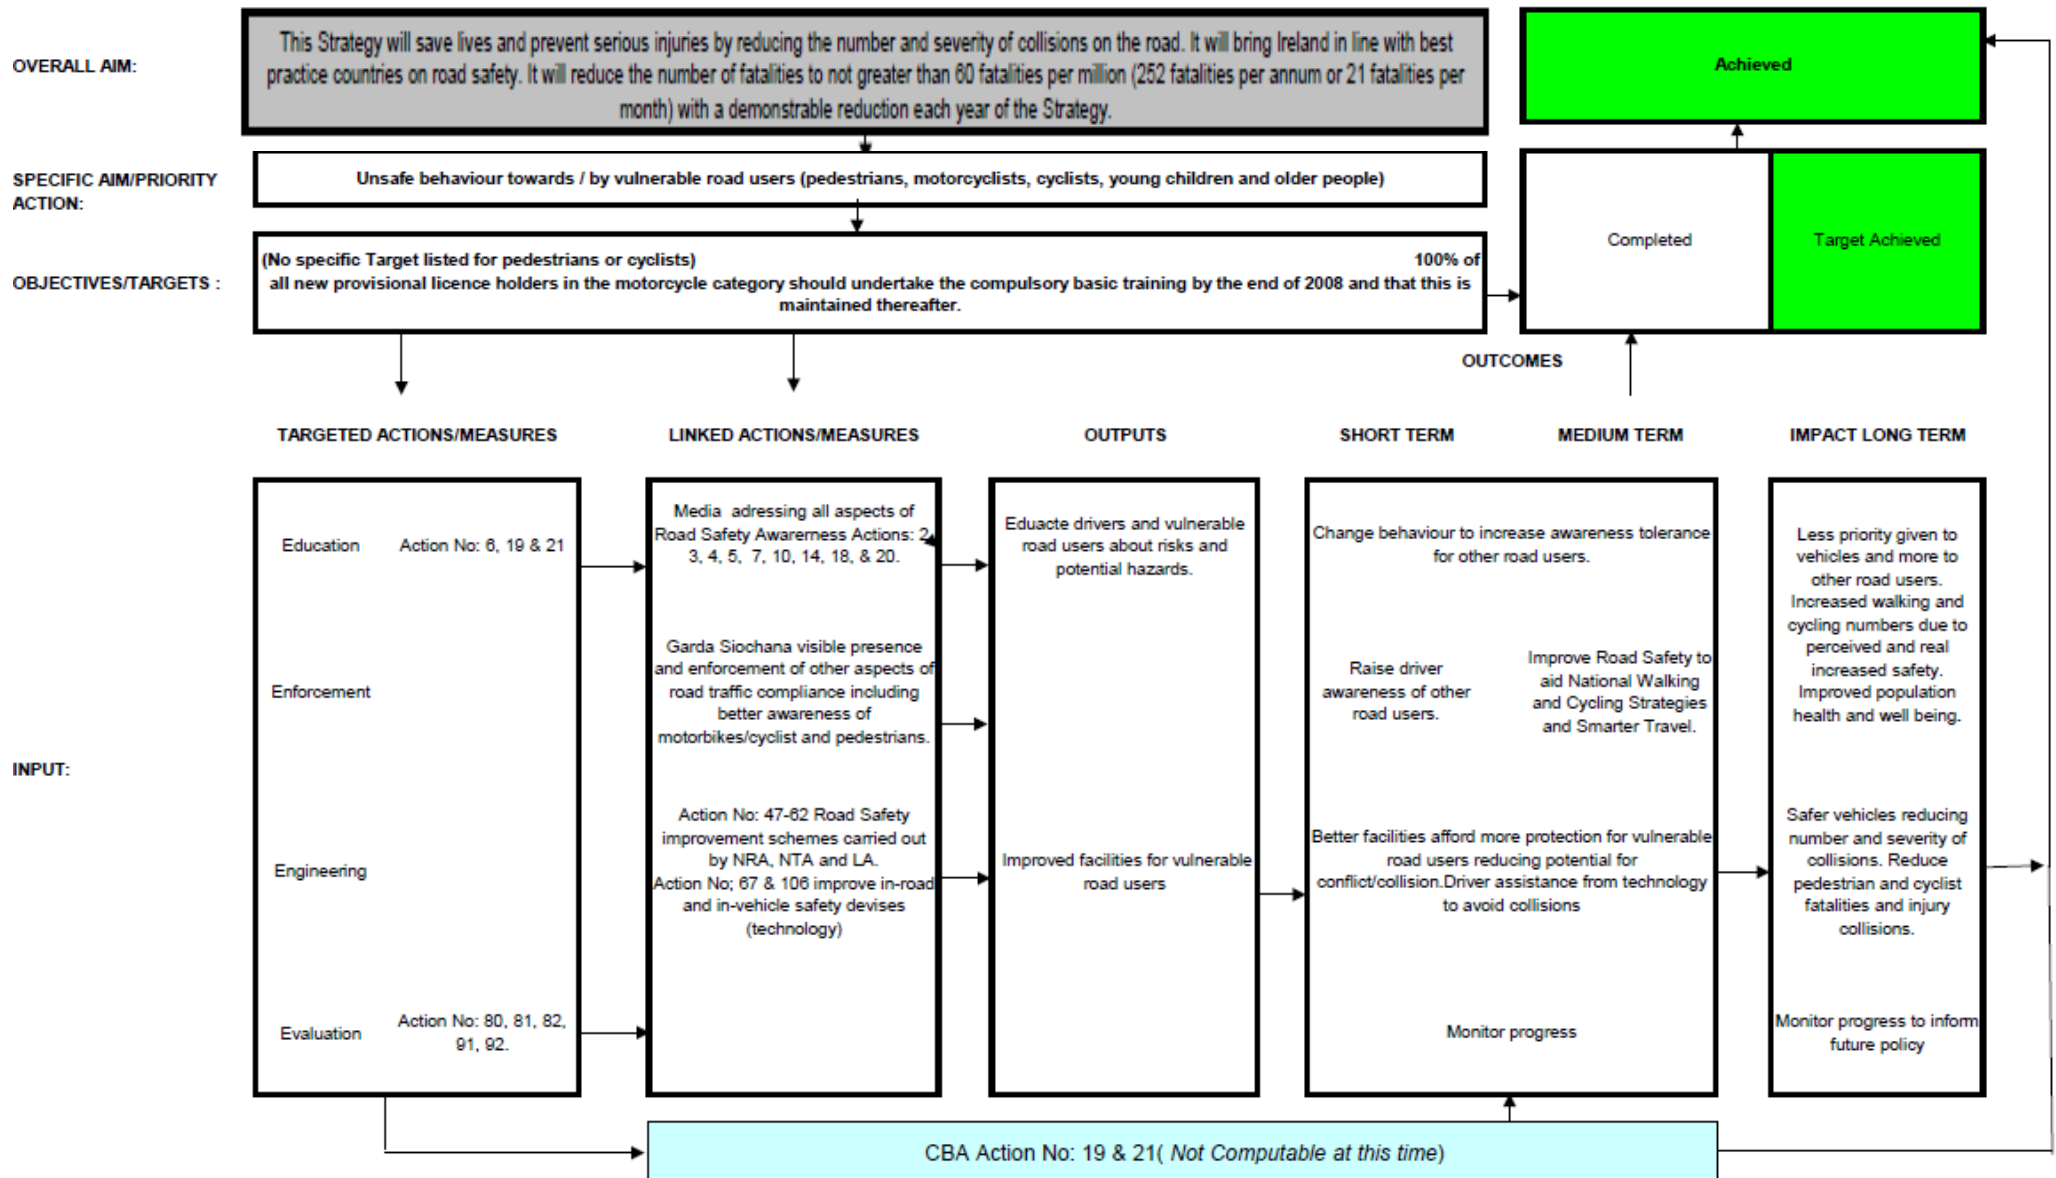 OVERALL AIM:
This Strategy will save lives and prevent serious injuries by reducing the number and severity of collisions on the road. It will bring Ireland in line with best
practice countries on road safety. It will reduce the number of fatalities to not greater than 60 fatalities per million (252 fatalities per annum or 21 fatalities per
month) with a demonstrable reduction each year of the Strategy.
Achieved
SPECIFIC AIM/PRIORITY
ACTION:
Unsafe behaviour towards / by vulnerable road users (pedestrians, motorcyclists, cyclists, young children and older people)
OBJECTIVES/TARGETS :
(No specific Target listed for pedestrians or cyclists) 100% of
all new provisional licence holders in the motorcycle category should undertake the compulsory basic training by the end of 2008 and that this is
maintained thereafter.
Completed
Target Achieved
OUTCOMES
TARGETED ACTIONS/MEASURES
LINKED ACTIONS/MEASURES
OUTPUTS
SHORT TERM
MEDIUM TERM
IMPACT LONG TERM
INPUT:
Education Action No: 6, 19 & 21
Enforcement
Engineering
Evaluation
Action No: 80, 81, 82,
91, 92.
Media adressing all aspects of
Road Safety Awarerness Actions: 2,
3, 4, 5, 7, 10, 14, 18, & 20.
Garda Siochana visible presence
and enforcement of other aspects of
road traffic compliance including
better awareness of
motorbikes/cyclist and pedestrians.
Action No: 47-62 Road Safety
improvement schemes carried out
by NRA, NTA and LA.
Action No; 67 & 106 improve in-road
and in-vehicle safety devises
(technology)
Eduacte drivers and vulnerable
road users about risks and
potential hazards.
Improved facilities for vulnerable
road users
Change behaviour to increase awareness tolerance
for other road users.
Raise driver
awareness of other
road users.
Improve Road Safety to
aid National Walking
and Cycling Strategies
and Smarter Travel.
Better facilities afford more protection for vulnerable
road users reducing potential for
conflict/collision.Driver assistance from technology
to avoid collisions
Monitor progress
Less priority given to
vehicles and more to
other road users.
Increased walking and
cycling numbers due to
perceived and real
increased safety.
Improved population
health and well being.
Safer vehicles reducing
number and severity of
collisions. Reduce
pedestrian and cyclist
fatalities and injury
collisions.
Monitor progress to inform
future policy
CBA Action No: 19 & 21( Not Computable at this time)